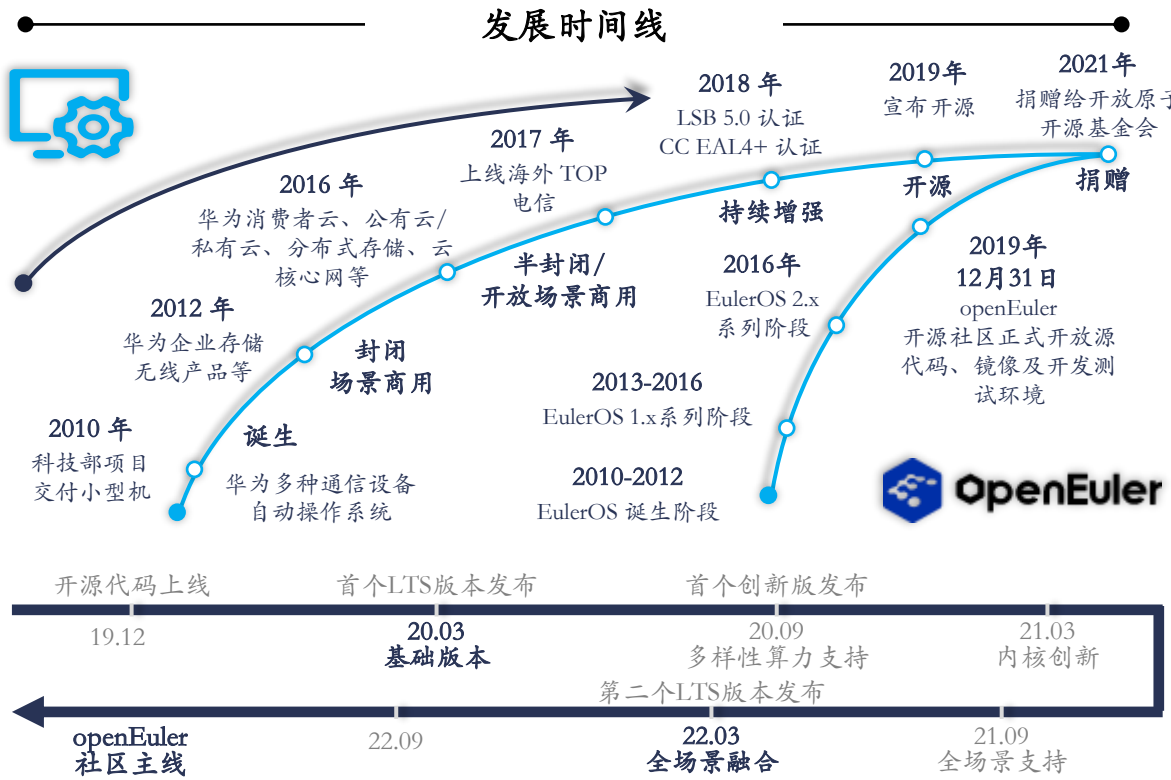 发展时间线
2010 年
科技部项目
交付小型机
诞生
华为多种通信设备
自动操作系统
2012 年
华为企业存储
无线产品等
封闭
场景商用
2016 年
华为消费者云、公有云/
私有云、分布式存储、云
核心网等
半封闭/
开放场景商用
2017 年
上线海外 TOP
电信
2018 年
LSB 5.0 认证
CC EAL4+ 认证
持续增强
2019年
宣布开源
开源
2021年
捐赠给开放原子
开源基金会
捐赠
2010-2012
EulerOS 诞生阶段
2013-2016
EulerOS 1.x系列阶段
2016年
EulerOS 2.x
系列阶段
2019年
12月31日
openEuler
开源社区正式开放源
代码、镜像及开发测
试环境
OpenEuler
开源代码上线
19.12
首个LTS版本发布
20.03
基础版本
首个创新版发布
20.09
多样性算力支持
21.03
内核创新
21.09
全场景支持
第二个LTS版本发布
22.03
全场景融合
22.09
openEuler
社区主线